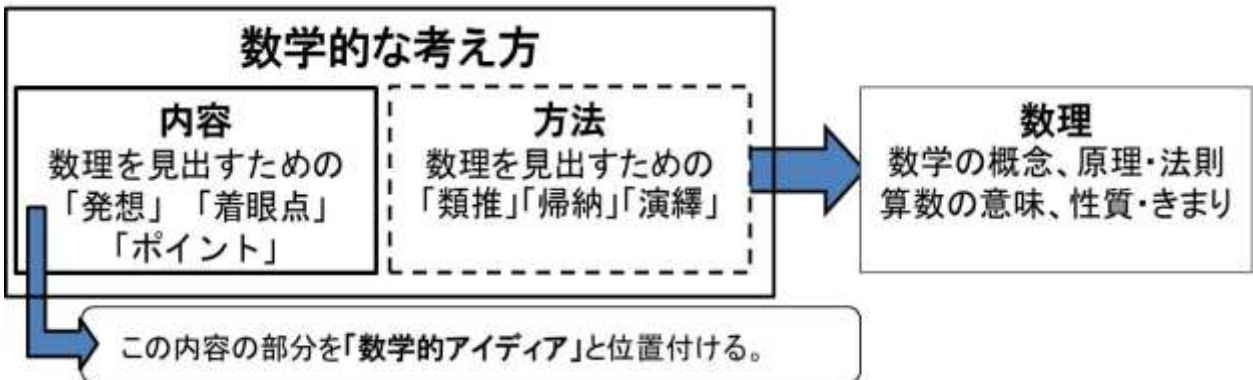 数学的な考え方
内容
数理を見出すための
「発想」 「着眼点」
「ポイント」
方法
数理を見出すための
「類推」「帰納」「演繹」
数理
数学の概念、原理・法則
算数の意味、性質・きまり
この内容の部分を「数学的アイディア」と位置付ける。